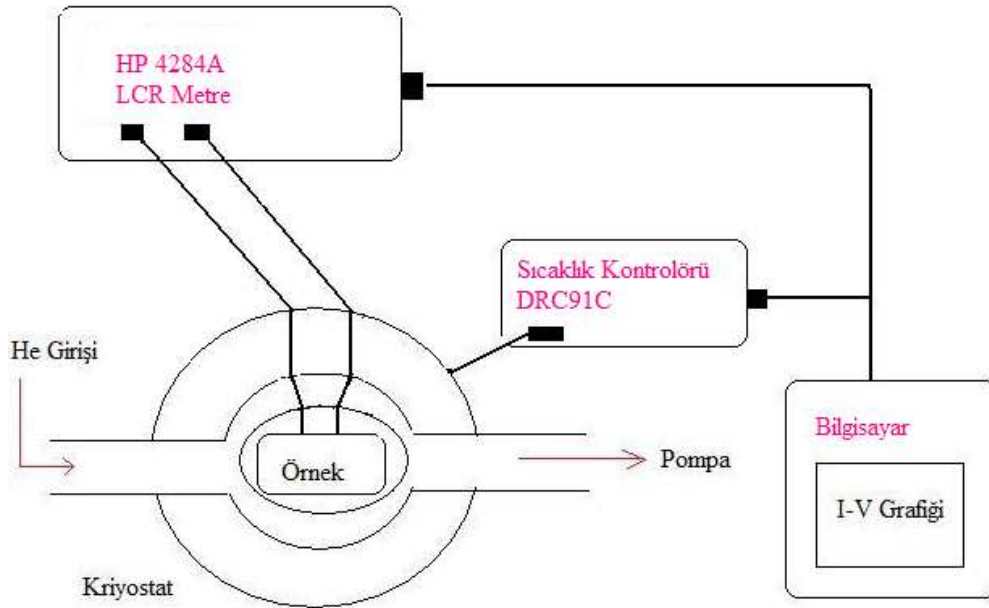 HP 4284A
LCR Metre
Sıcaklık Kontrolörü
DRC91C
He Girişi
Bilgisayar
Örnek
Pompa
I-V Grafiği
Kriyostat